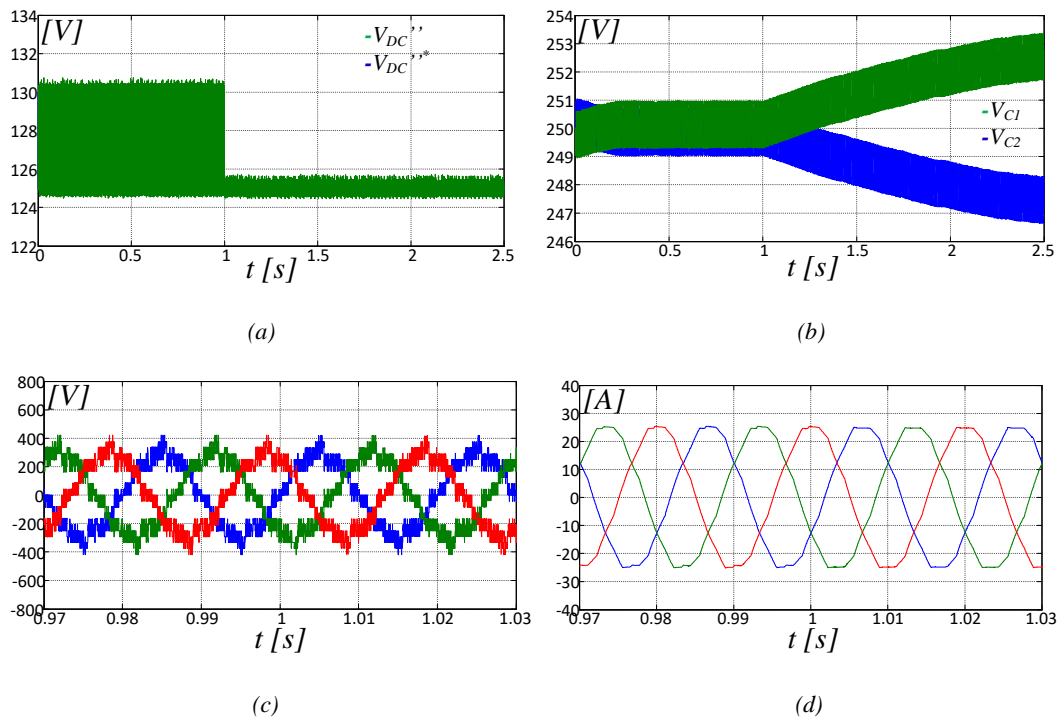 134
[V]
132
130
128
126
124
122
V_DC''
V_DC''*
0 0.5 1 1.5 2 2.5
t [s]
(a)
254
[V]
253
252
251
250
249
248
247
246
V_C1
V_C2
0 0.5 1 1.5 2 2.5
t [s]
(b)
800
[V]
600
400
200
0
-200
-400
-600
-800
0.97 0.98 0.99 1 1.01 1.02 1.03
t [s]
(c)
40
[A]
30
20
10
0
-10
-20
-30
-40
0.97 0.98 0.99 1 1.01 1.02 1.03
t [s]
(d)